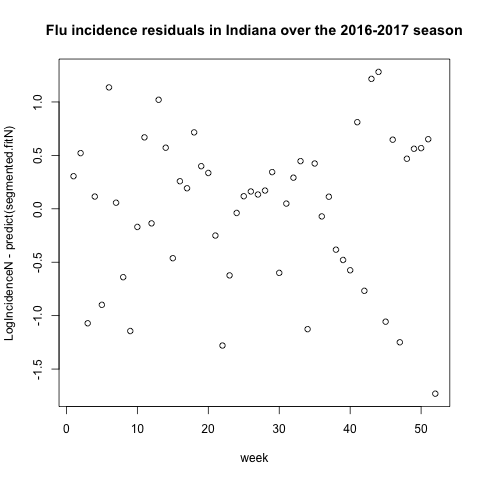 Flu incidence residuals in Indiana over the 2016-2017 season
LogIncidenceN - predict(segmented.fitN)
1.0
0.5
0.0
-0.5
-1.0
-1.5
0 10 20 30 40 50
week